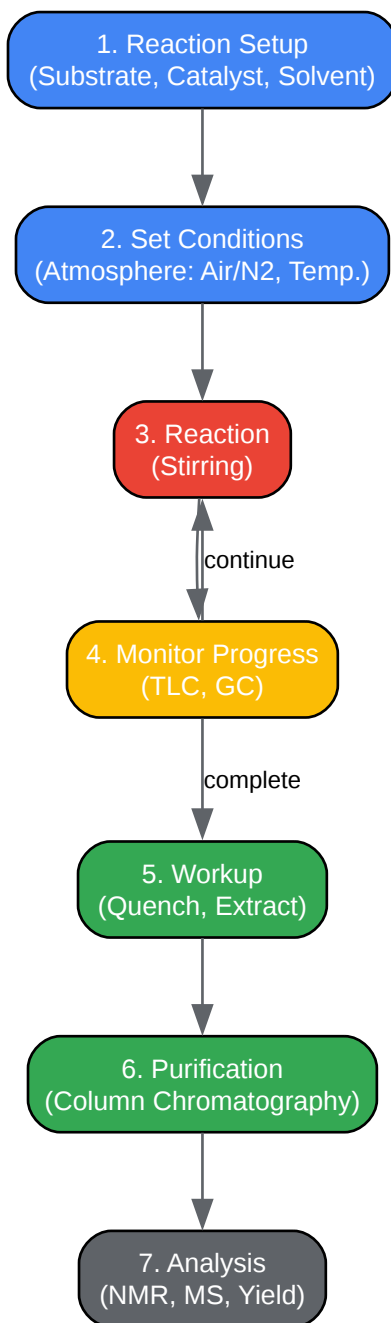 1. Reaction Setup
(Substrate, Catalyst, Solvent)
2. Set Conditions
(Atmosphere: Air/N2, Temp.)
3. Reaction
(Stirring)
continue
4. Monitor Progress
(TLC, GC)
complete
5. Workup
(Quench, Extract)
6. Purification
(Column Chromatography)
7. Analysis
(NMR, MS, Yield)